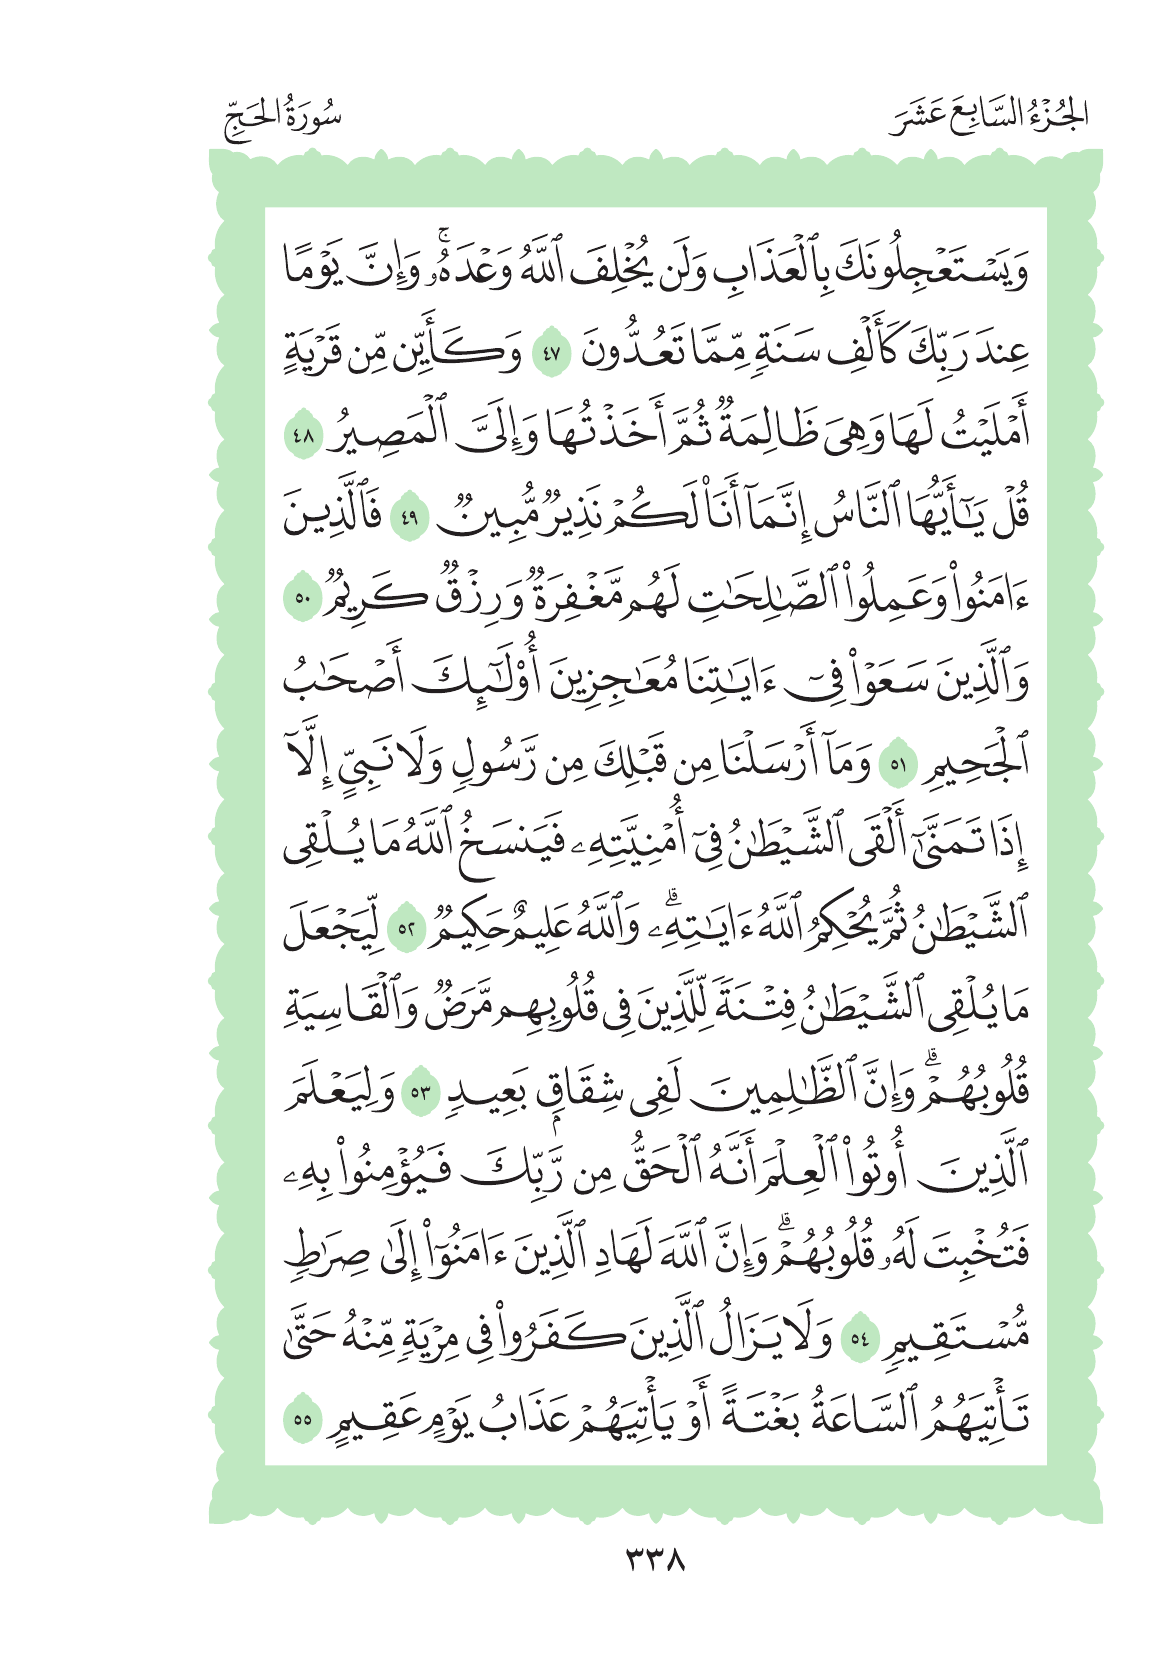 الجُزْءُ السَّابِعَ عَشَرَ
سُورَةُ الحَجِّ
وَيَسْتَعْجِلُونَكَ بِٱلْعَذَابِ وَلَن يُخْلِفَ ٱللَّهُ وَعْدَهُۥۚ وَإِنَّ يَوْمًا
عِندَ رَبِّكَ كَأَلْفِ سَنَةٖ مِّمَّا تَعُدُّونَ ٤٧ وَكَأَيِّن مِّن قَرْيَةٍ
أَمْلَيْتُ لَهَا وَهِيَ ظَالِمَةٞ ثُمَّ أَخَذْتُهَا وَإِلَيَّ ٱلْمَصِيرُ ٤٨
قُلْ يَٰٓأَيُّهَا ٱلنَّاسُ إِنَّمَآ أَنَا۠ لَكُمْ نَذِيرٞ مُّبِينٞ ٤٩ فَٱلَّذِينَ
ءَامَنُوا۟ وَعَمِلُوا۟ ٱلصَّٰلِحَٰتِ لَهُم مَّغْفِرَةٞ وَرِزْقٞ كَرِيمٞ ٥٠
وَٱلَّذِينَ سَعَوْا۟ فِيٓ ءَايَٰتِنَا مُعَٰجِزِينَ أُو۟لَٰٓئِكَ أَصْحَٰبُ
ٱلْجَحِيمِ ٥١ وَمَآ أَرْسَلْنَا مِن قَبْلِكَ مِن رَّسُولٖ وَلَا نَبِيٍّ إِلَّآ
إِذَا تَمَنَّىٰٓ أَلْقَى ٱلشَّيْطَٰنُ فِيٓ أُمْنِيَّتِهِۦ فَيَنسَخُ ٱللَّهُ مَا يُلْقِي
ٱلشَّيْطَٰنُ ثُمَّ يُحْكِمُ ٱللَّهُ ءَايَٰتِهِۦۗ وَٱللَّهُ عَلِيمٌ حَكِيمٞ ٥٢ لِّيَجْعَلَ
مَا يُلْقِي ٱلشَّيْطَٰنُ فِتْنَةٗ لِّلَّذِينَ فِي قُلُوبِهِم مَّرَضٞ وَٱلْقَاسِيَةِ
قُلُوبُهُمْۗ وَإِنَّ ٱلظَّٰلِمِينَ لَفِي شِقَاقِۭ بَعِيدٖ ٥٣ وَلِيَعْلَمَ
ٱلَّذِينَ أُوتُوا۟ ٱلْعِلْمَ أَنَّهُ ٱلْحَقُّ مِن رَّبِّكَ فَيُؤْمِنُوا۟ بِهِۦ
فَتُخْبِتَ لَهُۥ قُلُوبُهُمْۗ وَإِنَّ ٱللَّهَ لَهَادِ ٱلَّذِينَ ءَامَنُوٓا۟ إِلَىٰ صِرَٰطٖ
مُّسْتَقِيمٖ ٥٤ وَلَا يَزَالُ ٱلَّذِينَ كَفَرُوا۟ فِي مِرْيَةٖ مِّنْهُ حَتَّىٰ
تَأْتِيَهُمُ ٱلسَّاعَةُ بَغْتَةً أَوْ يَأْتِيَهُمْ عَذَابُ يَوْمٍ عَقِيمٍ ٥٥
٣٣٨